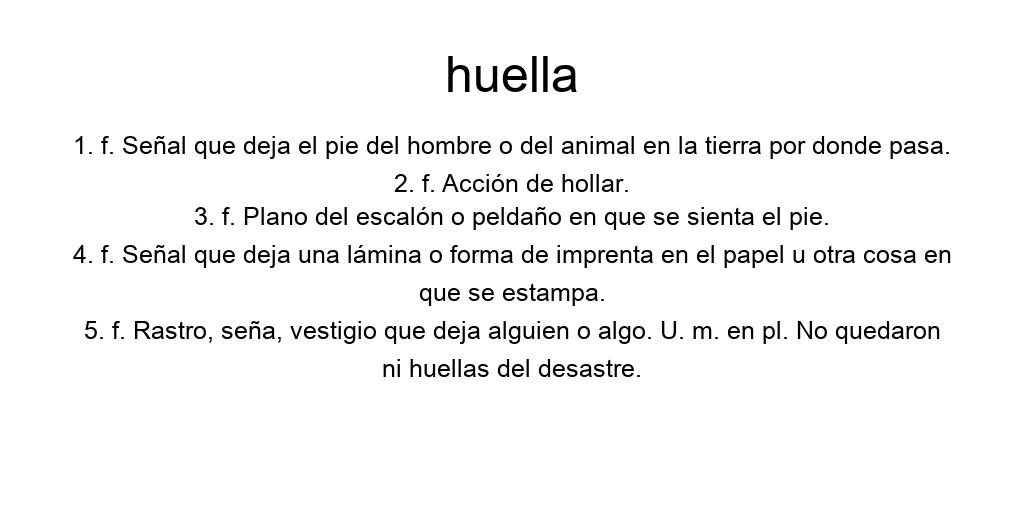 huella
1. f. Señal que deja el pie del hombre o del animal en la tierra por donde pasa.
2. f. Acción de hollar.
3. f. Plano del escalón o peldaño en que se sienta el pie.
4. f. Señal que deja una lámina o forma de imprenta en el papel u otra cosa en
que se estampa.
5. f. Rastro, seña, vestigio que deja alguien o algo. U. m. en pl. No quedaron
ni huellas del desastre.